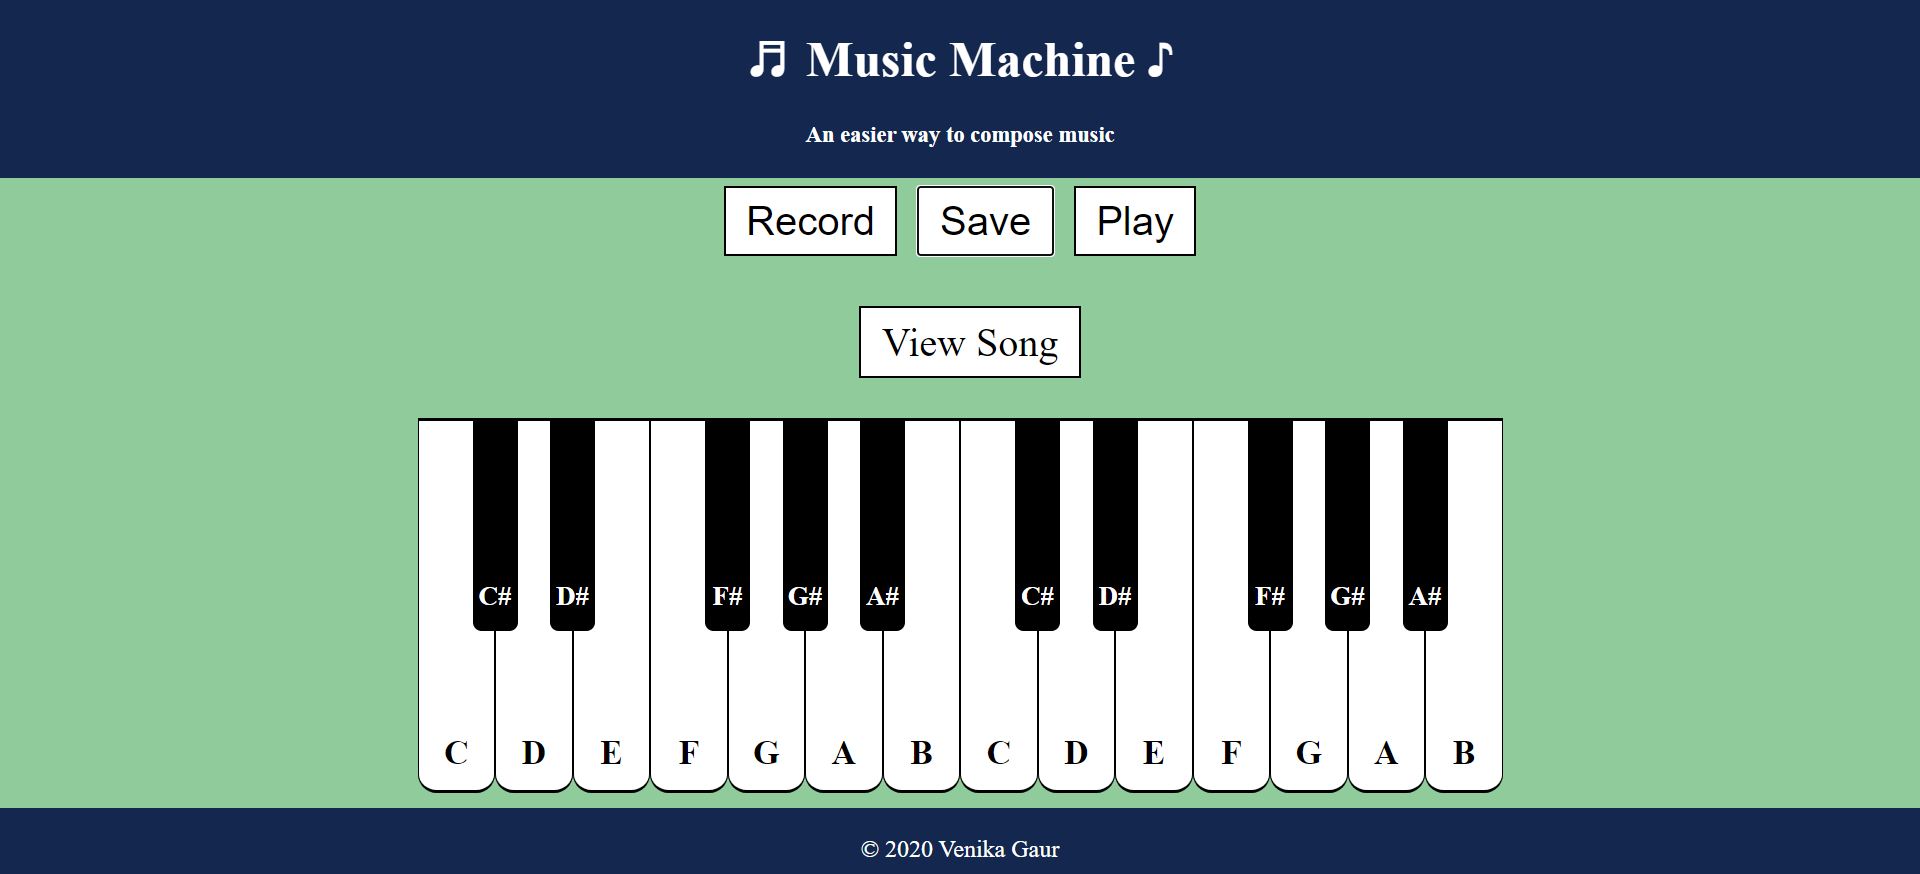 ♬ Music Machine ♪
An easier way to compose music
Record Save Play
View Song
C# D# F# G# A# C# D# F# G# A#
C D E F G A B C D E F G A B
© 2020 Venika Gaur